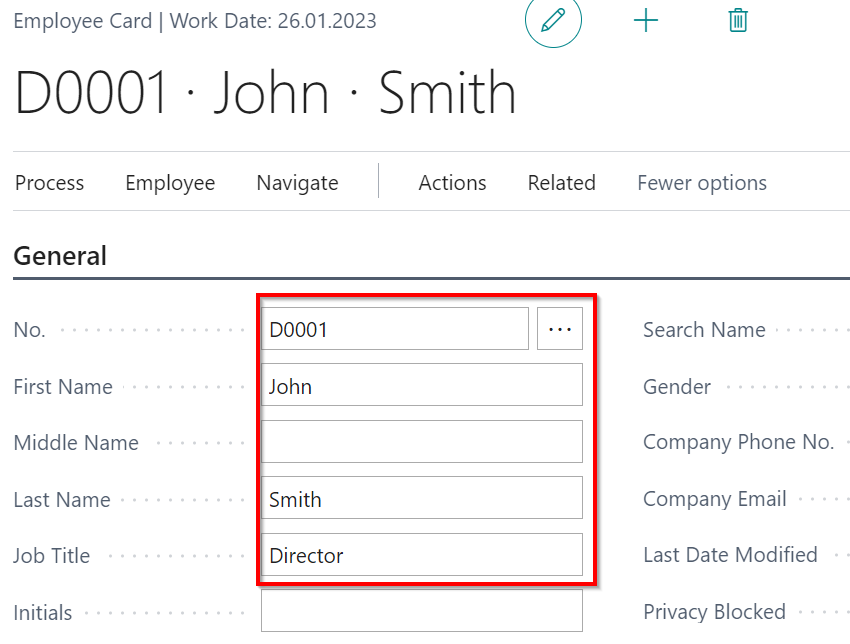 Employee Card | Work Date: 26.01.2023
D0001 · John · Smith
Process Employee Navigate Actions Related Fewer options
General
No. D0001 ··· Search Name
First Name John Gender
Middle Name Company Phone No.
Last Name Smith Company Email
Job Title Director Last Date Modified
Initials Privacy Blocked